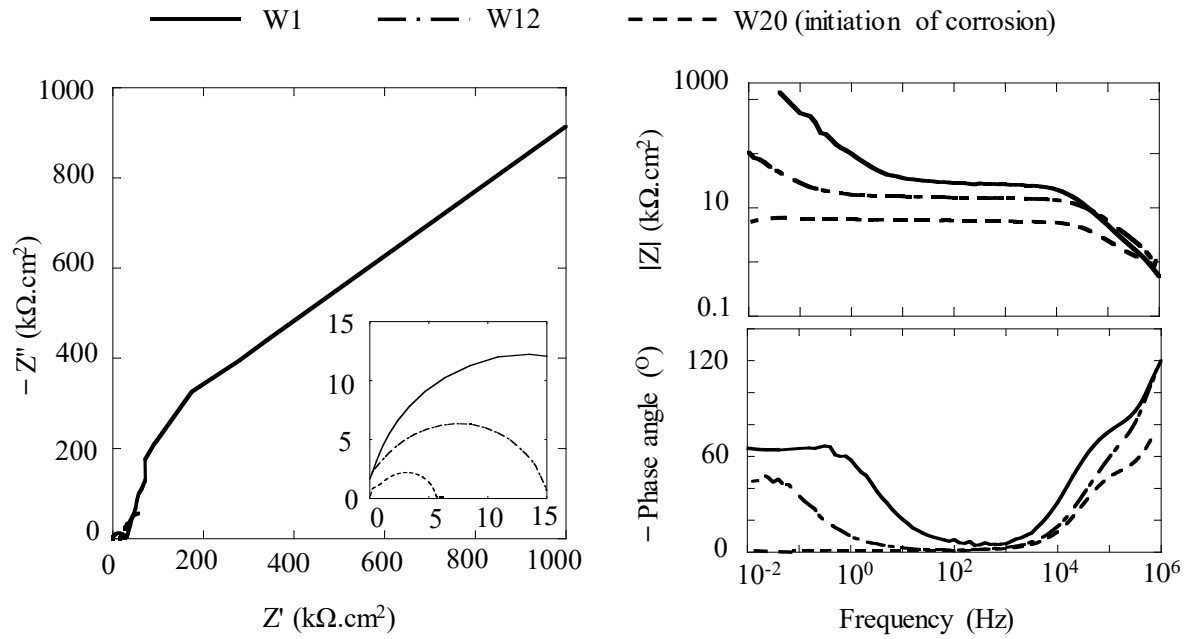 W1 W12 W20 (initiation of corrosion)
1000
800
600
400
200
0
− Z'' (kΩ.cm²)
0 200 400 600 800 1000
Z' (kΩ.cm²)
15
10
5
0
0 5 10 15
1000
10
0.1
|Z| (kΩ.cm²)
120
60
0
− Phase angle (ᴼ)
10⁻² 10⁰ 10² 10⁴ 10⁶
Frequency (Hz)